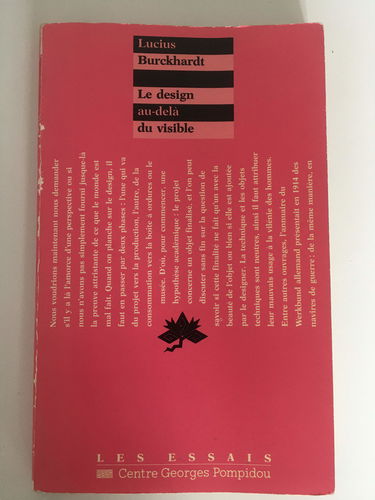 Lucius
Burckhardt
Le design
au-delà
du visible
Nous voudrions maintenant nous demander
s'il y a là l'amorce d'une perspective ou si
nous n'avons pas simplement fourni jusque-là
la preuve attristante de ce que le monde est
mal fait. Quand on planche sur le design, il
faut en passer par deux phases : l'une qui va
du projet vers la production, l'autre, de la
consommation vers la boîte à ordures ou le
musée. D'où, pour commencer, une
hypothèse académique : le projet
concerne un objet finalisé, et l'on peut
discuter sans fin sur la question de
savoir si cette finalité ne fait qu'un avec la
beauté de l'objet ou bien si elle est ajoutée
par le designer. La technique et les objets
techniques sont neutres, ainsi il faut attribuer
leur mauvais usage à la vilenie des hommes.
Entre autres ouvrages, l'annuaire du
Werkbund allemand présentait en 1914 des
navires de guerre ; de la même manière, en
LES ESSAIS
Centre Georges Pompidou